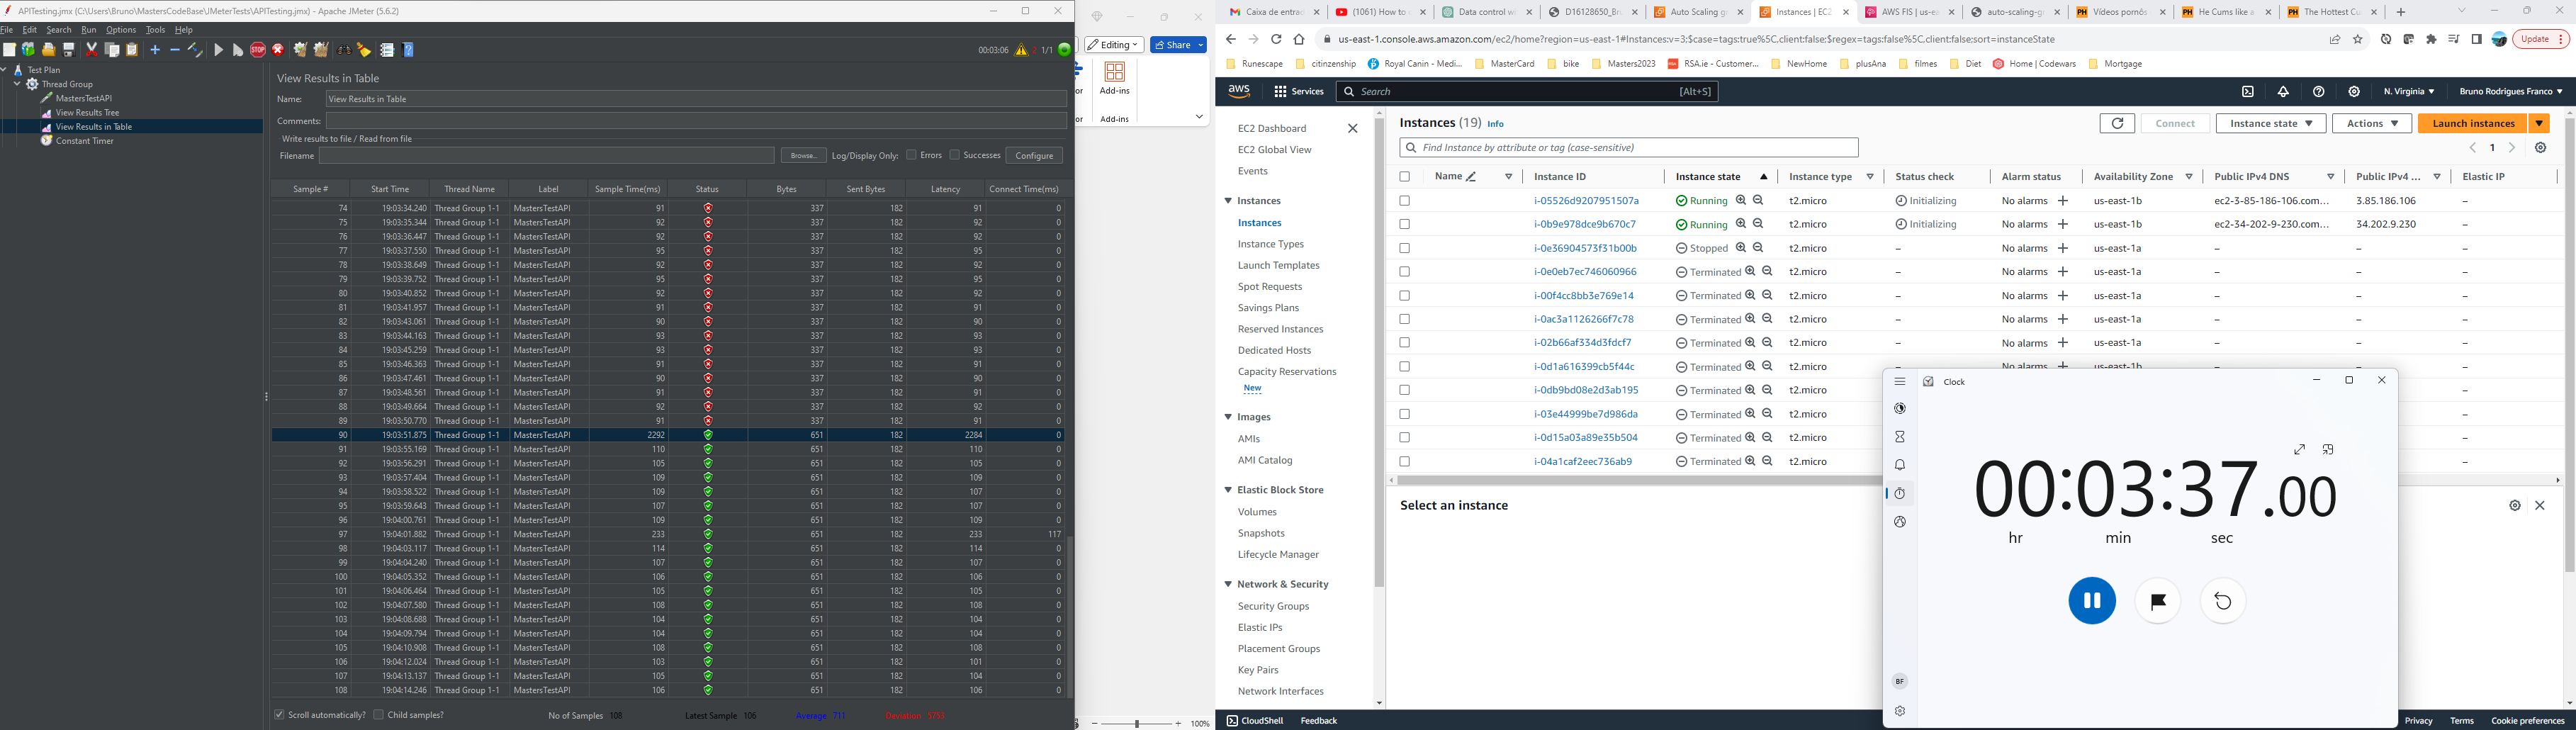 APITesting.jmx (C:\Users\Bruno\MastersCodeBase\JMeterTests\APITesting.jmx) - Apache JMeter (5.6.2)
File Edit Search Run Options Tools Help
00:03:06 1/1
Test Plan
Thread Group
MastersTestAPI
View Results Tree
View Results in Table
Constant Timer
View Results in Table
Name: View Results in Table
Comments:
Write results to file / Read from file
Filename Browse... Log/Display Only: Errors Successes Configure
Sample # Start Time Thread Name Label Sample Time(ms) Status Bytes Sent Bytes Latency Connect Time(ms)
74 19:03:34.240 Thread Group 1-1 MastersTestAPI 91 337 182 91 0
75 19:03:35.344 Thread Group 1-1 MastersTestAPI 92 337 182 92 0
76 19:03:36.447 Thread Group 1-1 MastersTestAPI 92 337 182 92 0
77 19:03:37.550 Thread Group 1-1 MastersTestAPI 95 337 182 95 0
78 19:03:38.649 Thread Group 1-1 MastersTestAPI 92 337 182 92 0
79 19:03:39.752 Thread Group 1-1 MastersTestAPI 95 337 182 95 0
80 19:03:40.852 Thread Group 1-1 MastersTestAPI 92 337 182 92 0
81 19:03:41.957 Thread Group 1-1 MastersTestAPI 91 337 182 91 0
82 19:03:43.061 Thread Group 1-1 MastersTestAPI 90 337 182 90 0
83 19:03:44.163 Thread Group 1-1 MastersTestAPI 93 337 182 93 0
84 19:03:45.259 Thread Group 1-1 MastersTestAPI 93 337 182 93 0
85 19:03:46.363 Thread Group 1-1 MastersTestAPI 91 337 182 91 0
86 19:03:47.461 Thread Group 1-1 MastersTestAPI 90 337 182 90 0
87 19:03:48.561 Thread Group 1-1 MastersTestAPI 91 337 182 91 0
88 19:03:49.664 Thread Group 1-1 MastersTestAPI 92 337 182 92 0
89 19:03:50.770 Thread Group 1-1 MastersTestAPI 91 337 182 91 0
90 19:03:51.875 Thread Group 1-1 MastersTestAPI 2292 651 182 2284 0
91 19:03:55.169 Thread Group 1-1 MastersTestAPI 110 651 182 110 0
92 19:03:56.291 Thread Group 1-1 MastersTestAPI 105 651 182 105 0
93 19:03:57.404 Thread Group 1-1 MastersTestAPI 109 651 182 109 0
94 19:03:58.522 Thread Group 1-1 MastersTestAPI 109 651 182 107 0
95 19:03:59.643 Thread Group 1-1 MastersTestAPI 107 651 182 107 0
96 19:04:00.761 Thread Group 1-1 MastersTestAPI 109 651 182 109 0
97 19:04:01.882 Thread Group 1-1 MastersTestAPI 233 651 182 233 117
98 19:04:03.117 Thread Group 1-1 MastersTestAPI 114 651 182 114 0
99 19:04:04.240 Thread Group 1-1 MastersTestAPI 107 651 182 107 0
100 19:04:05.352 Thread Group 1-1 MastersTestAPI 106 651 182 106 0
101 19:04:06.464 Thread Group 1-1 MastersTestAPI 105 651 182 105 0
102 19:04:07.580 Thread Group 1-1 MastersTestAPI 108 651 182 108 0
103 19:04:08.688 Thread Group 1-1 MastersTestAPI 104 651 182 104 0
104 19:04:09.794 Thread Group 1-1 MastersTestAPI 104 651 182 104 0
105 19:04:10.908 Thread Group 1-1 MastersTestAPI 108 651 182 108 0
106 19:04:12.024 Thread Group 1-1 MastersTestAPI 103 651 182 101 0
107 19:04:13.137 Thread Group 1-1 MastersTestAPI 105 651 182 104 0
108 19:04:14.246 Thread Group 1-1 MastersTestAPI 106 651 182 106 0
Scroll automatically? Child samples? No of Samples 108 Latest Sample 106 Average 711 Deviation 5753
Editing Share
or Add-ins
or Add-ins
100%
Caixa de entrad (1061) How to Data control w D16128650_Bru Auto Scaling g Instances | EC2 AWS FIS | us-ea auto-scaling-g Vídeos pornôs He Cums like a The Hottest Cu
us-east-1.console.aws.amazon.com/ec2/home?region=us-east-1#Instances:v=3;$case=tags:true%5C,client:false;$regex=tags:false%5C,client:false;sort=instanceState Update
Runescape citinzenship Royal Canin - Medi... MasterCard bike Masters2023 RSA.ie - Customer... NewHome plusAna filmes Diet Home | Codewars Mortgage
aws Services Search [Alt+S] N. Virginia Bruno Rodrigues Franco
EC2 Dashboard
EC2 Global View
Events
Instances
Instances
Instance Types
Launch Templates
Spot Requests
Savings Plans
Reserved Instances
Dedicated Hosts
Capacity Reservations
New
Images
AMIs
AMI Catalog
Elastic Block Store
Volumes
Snapshots
Lifecycle Manager
Network & Security
Security Groups
Elastic IPs
Placement Groups
Key Pairs
Network Interfaces
Instances (19) Info Connect Instance state Actions Launch instances
Find Instance by attribute or tag (case-sensitive) 1
Name Instance ID Instance state Instance type Status check Alarm status Availability Zone Public IPv4 DNS Public IPv4 ... Elastic IP
i-05526d9207951507a Running t2.micro Initializing No alarms + us-east-1b ec2-3-85-186-106.com... 3.85.186.106 –
i-0b9e978dce9b670c7 Running t2.micro Initializing No alarms + us-east-1b ec2-34-202-9-230.com... 34.202.9.230 –
i-0e36904573f31b00b Stopped t2.micro – No alarms + us-east-1a – – –
i-0e0eb7ec746060966 Terminated t2.micro – No alarms + us-east-1a – – –
i-00f4cc8bb3e769e14 Terminated t2.micro – No alarms + us-east-1a – – –
i-0ac3a1126266f7c78 Terminated t2.micro – No alarms + us-east-1a – – –
i-02b66af334d3fdcf7 Terminated t2.micro – No alarms + us-east-1a – – –
i-0d1a616399cb5f44c Terminated t2.micro – No alarms + us-east-1b – – –
i-0db9bd08e2d3ab195 Terminated t2.micro –
i-03e44999be7d986da Terminated t2.micro –
i-0d15a03a89e35b504 Terminated t2.micro –
i-04a1caf2eec736ab9 Terminated t2.micro –
Select an instance
Clock
00:03:37.00
hr min sec
BF
CloudShell Feedback Privacy Terms Cookie preferences